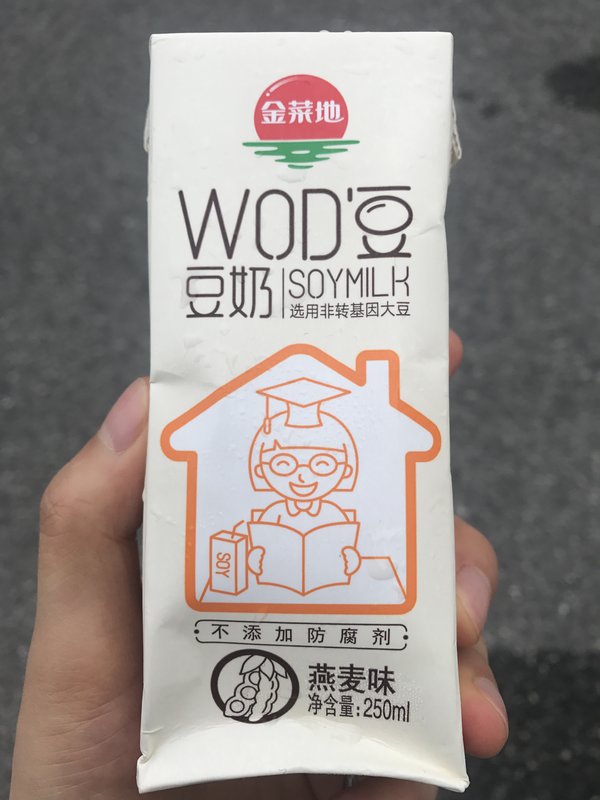 金菜地
WOD'豆
豆奶 SOYMILK
选用非转基因大豆
SOY
不添加防腐剂
燕麦味
净含量:250ml